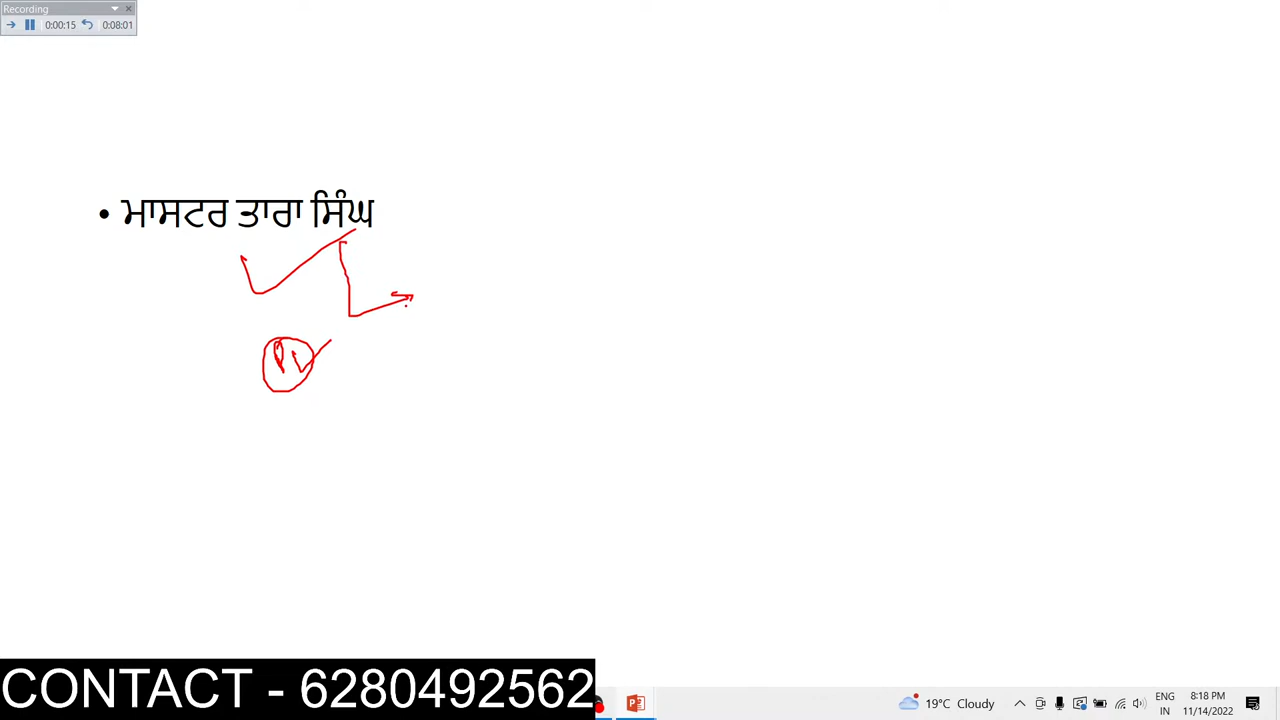 Recording
0:00:15 0:08:01
• ਮਾਸਟਰ ਤਾਰਾ ਸਿੰਘ
CONTACT - 6280492562
19°C Cloudy
ENG
IN
8:18 PM
11/14/2022